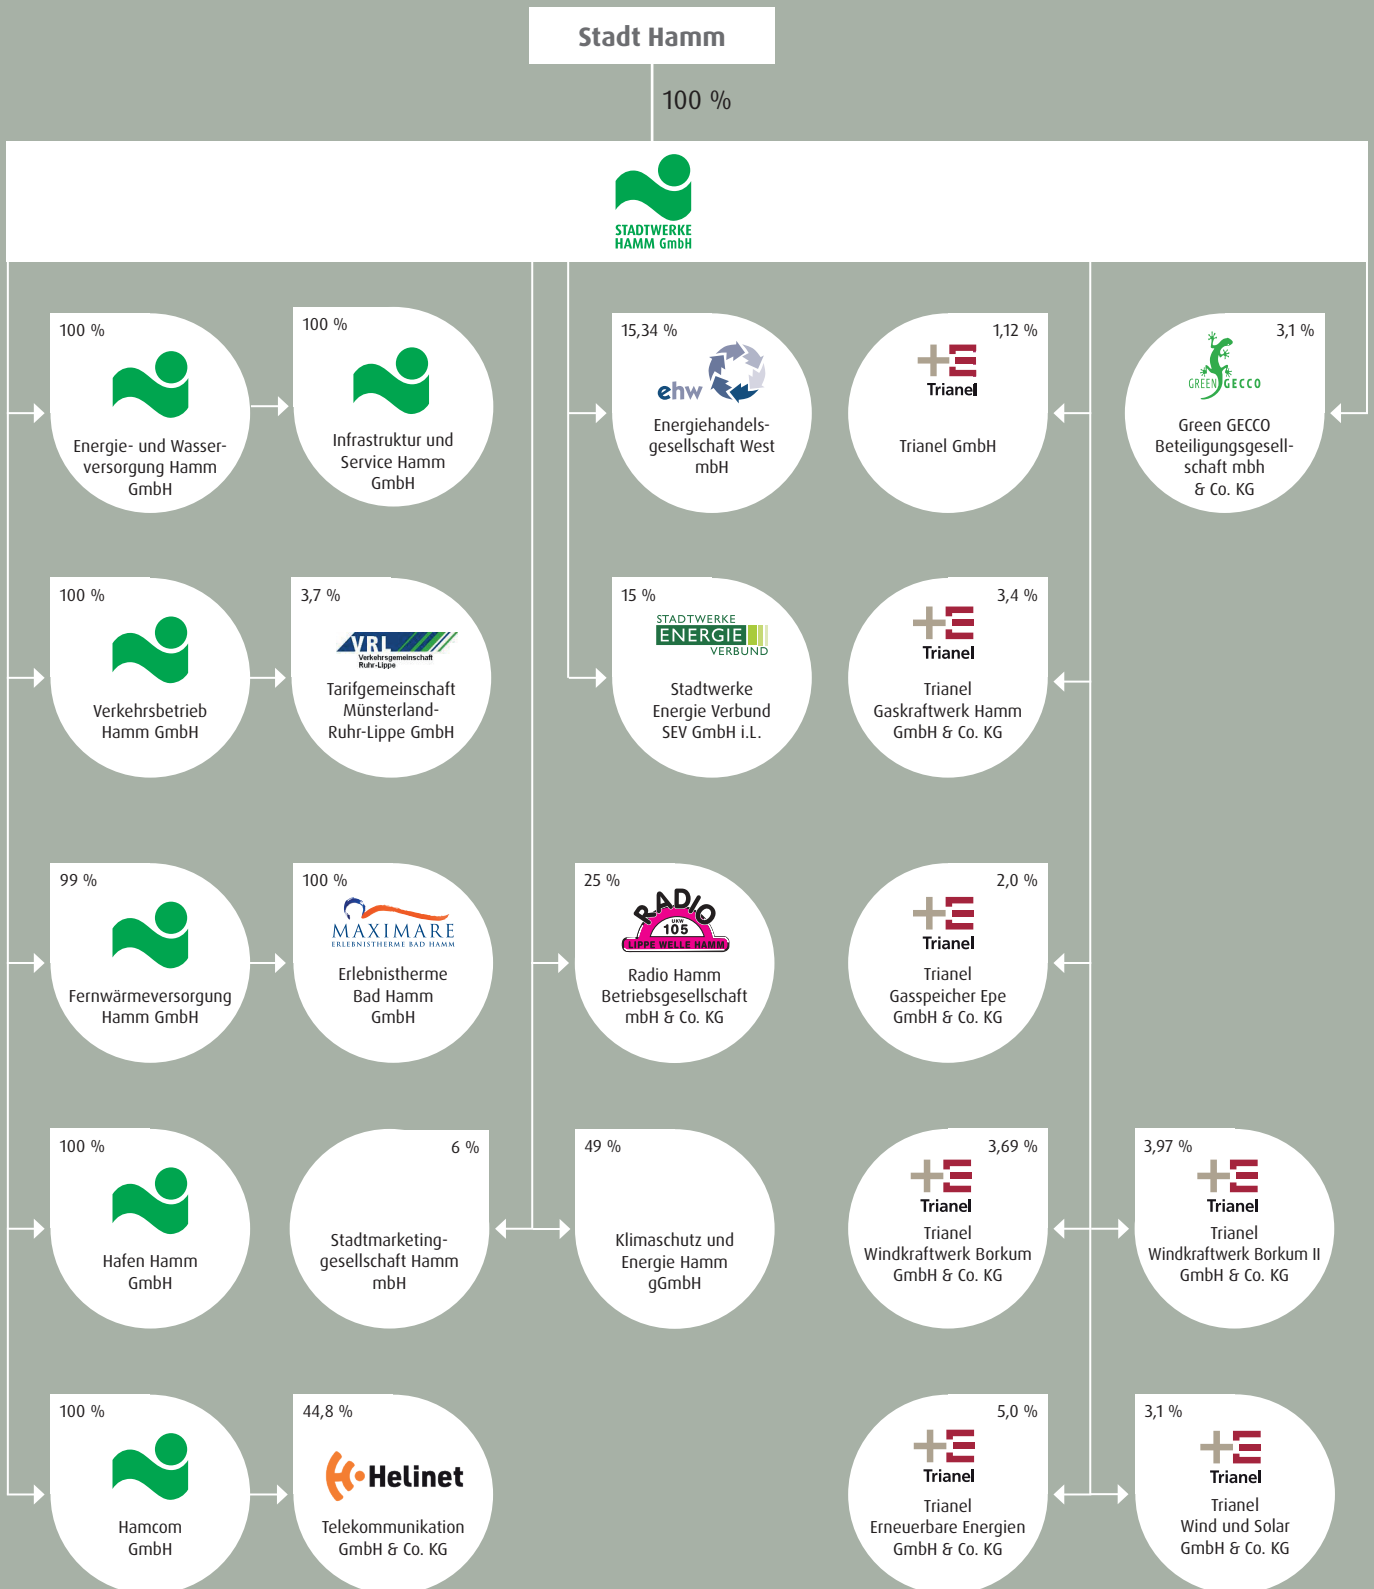 Stadt Hamm
100 %
STADTWERKE
HAMM GmbH
100 %
Energie- und Wasser-
versorgung Hamm
GmbH
100 %
Infrastruktur und
Service Hamm
GmbH
15,34 %
ehw
Energiehandels-
gesellschaft West
mbH
1,12 %
Trianel
Trianel GmbH
3,1 %
GREEN GECCO
Green GECCO
Beteiligungsgesell-
schaft mbh
& Co. KG
100 %
Verkehrsbetrieb
Hamm GmbH
3,7 %
VRL
Verkehrsgemeinschaft
Ruhr-Lippe
Tarifgemeinschaft
Münsterland-
Ruhr-Lippe GmbH
15 %
STADTWERKE
ENERGIE
VERBUND
Stadtwerke
Energie Verbund
SEV GmbH i.L.
3,4 %
Trianel
Trianel
Gaskraftwerk Hamm
GmbH & Co. KG
99 %
Fernwärmeversorgung
Hamm GmbH
100 %
MAXIMARE
ERLEBNISTHERME BAD HAMM
Erlebnistherme
Bad Hamm
GmbH
25 %
RADIO
UKW
105
LIPPE WELLE HAMM
Radio Hamm
Betriebsgesellschaft
mbH & Co. KG
2,0 %
Trianel
Trianel
Gasspeicher Epe
GmbH & Co. KG
100 %
Hafen Hamm
GmbH
6 %
Stadtmarketing-
gesellschaft Hamm
mbH
49 %
Klimaschutz und
Energie Hamm
gGmbH
3,69 %
Trianel
Trianel
Windkraftwerk Borkum
GmbH & Co. KG
3,97 %
Trianel
Trianel
Windkraftwerk Borkum II
GmbH & Co. KG
100 %
Hamcom
GmbH
44,8 %
Helinet
Telekommunikation
GmbH & Co. KG
5,0 %
Trianel
Trianel
Erneuerbare Energien
GmbH & Co. KG
3,1 %
Trianel
Trianel
Wind und Solar
GmbH & Co. KG